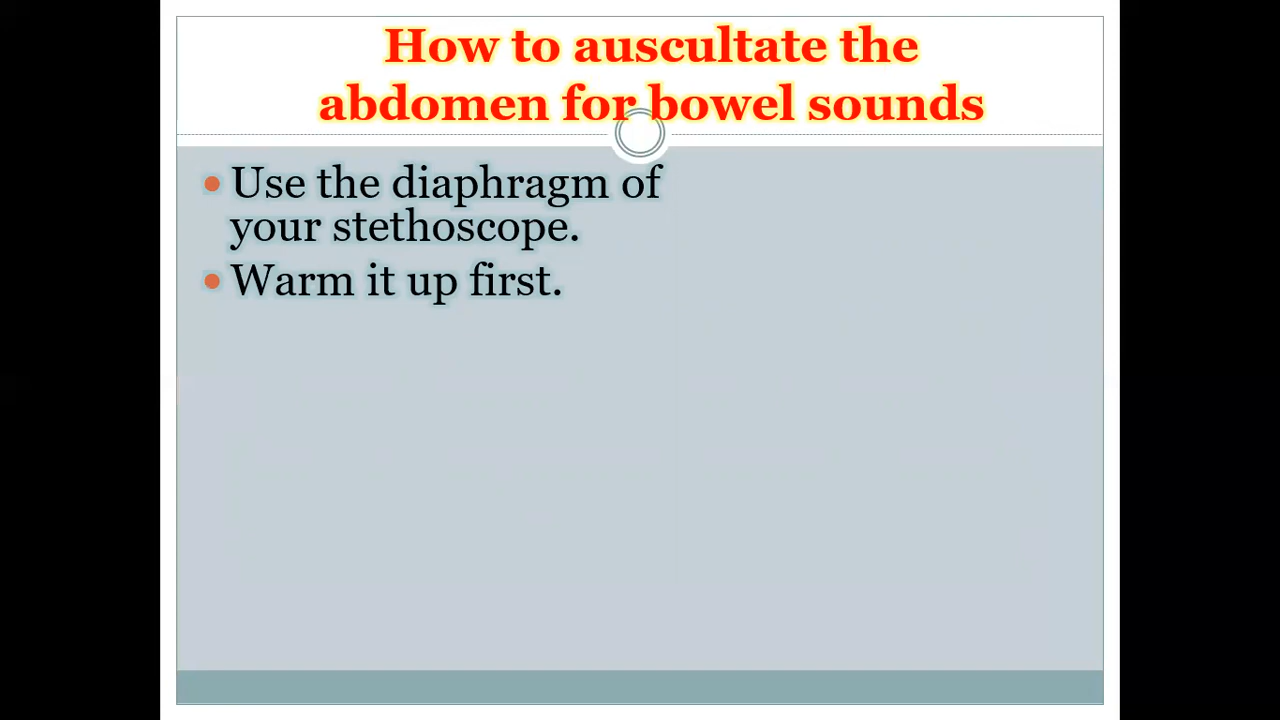 How to auscultate the
abdomen for bowel sounds
Use the diaphragm of
your stethoscope.
Warm it up first.